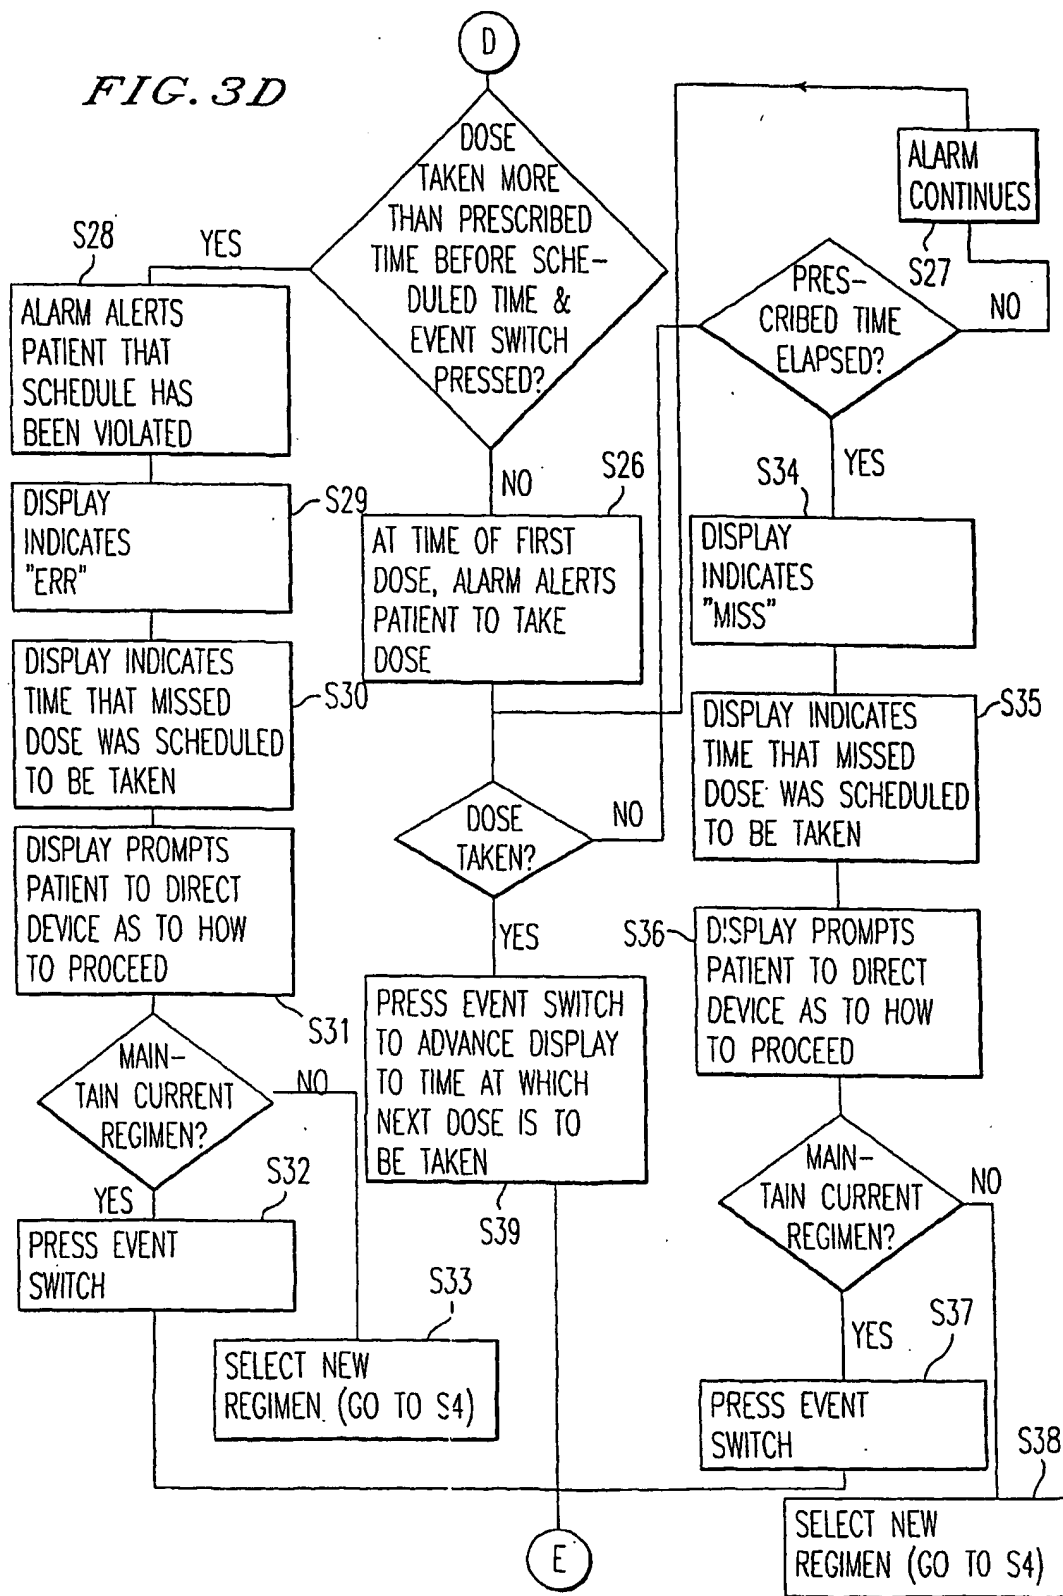 D
FIG. 3D
DOSE
TAKEN MORE
THAN PRESCRIBED
TIME BEFORE SCHE-
DULED TIME &
EVENT SWITCH
PRESSED?
YES
NO
S28
ALARM ALERTS
PATIENT THAT
SCHEDULE HAS
BEEN VIOLATED
S29
DISPLAY
INDICATES
"ERR"
S30
DISPLAY INDICATES
TIME THAT MISSED
DOSE WAS SCHEDULED
TO BE TAKEN
DISPLAY PROMPTS
PATIENT TO DIRECT
DEVICE AS TO HOW
TO PROCEED
S31
MAIN-
TAIN CURRENT
REGIMEN?
NO
YES
S32
PRESS EVENT
SWITCH
S33
SELECT NEW
REGIMEN (GO TO S4)
S26
AT TIME OF FIRST
DOSE, ALARM ALERTS
PATIENT TO TAKE
DOSE
DOSE
TAKEN?
NO
YES
PRESS EVENT SWITCH
TO ADVANCE DISPLAY
TO TIME AT WHICH
NEXT DOSE IS TO
BE TAKEN
S39
ALARM
CONTINUES
S27
PRES-
CRIBED TIME
ELAPSED?
NO
YES
S34
DISPLAY
INDICATES
"MISS"
S35
DISPLAY INDICATES
TIME THAT MISSED
DOSE WAS SCHEDULED
TO BE TAKEN
S36
DISPLAY PROMPTS
PATIENT TO DIRECT
DEVICE AS TO HOW
TO PROCEED
MAIN-
TAIN CURRENT
REGIMEN?
NO
YES
S37
PRESS EVENT
SWITCH
S38
SELECT NEW
REGIMEN (GO TO S4)
E